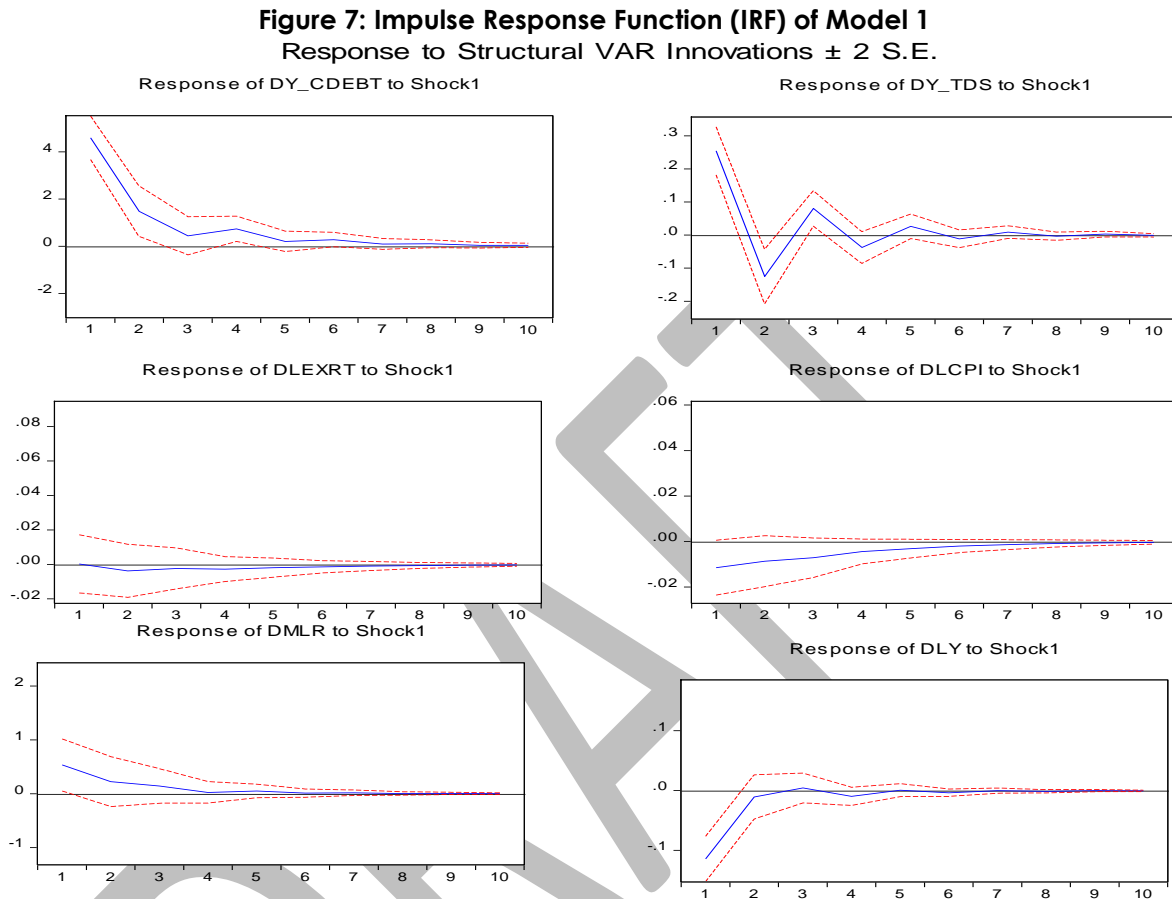 Figure 7: Impulse Response Function (IRF) of Model 1
Response to Structural VAR Innovations ± 2 S.E.
Response of DY_CDEBT to Shock1
4
2
0
-2
1 2 3 4 5 6 7 8 9 10
Response of DY_TDS to Shock1
.3
.2
.1
.0
-.1
-.2
1 2 3 4 5 6 7 8 9 10
Response of DLEXRT to Shock1
.08
.06
.04
.02
.00
-.02
1 2 3 4 5 6 7 8 9 10
Response of DLCPI to Shock1
.06
.04
.02
.00
-.02
1 2 3 4 5 6 7 8 9 10
Response of DMLR to Shock1
2
1
0
-1
1 2 3 4 5 6 7 8 9 10
Response of DLY to Shock1
.1
.0
-.1
1 2 3 4 5 6 7 8 9 10